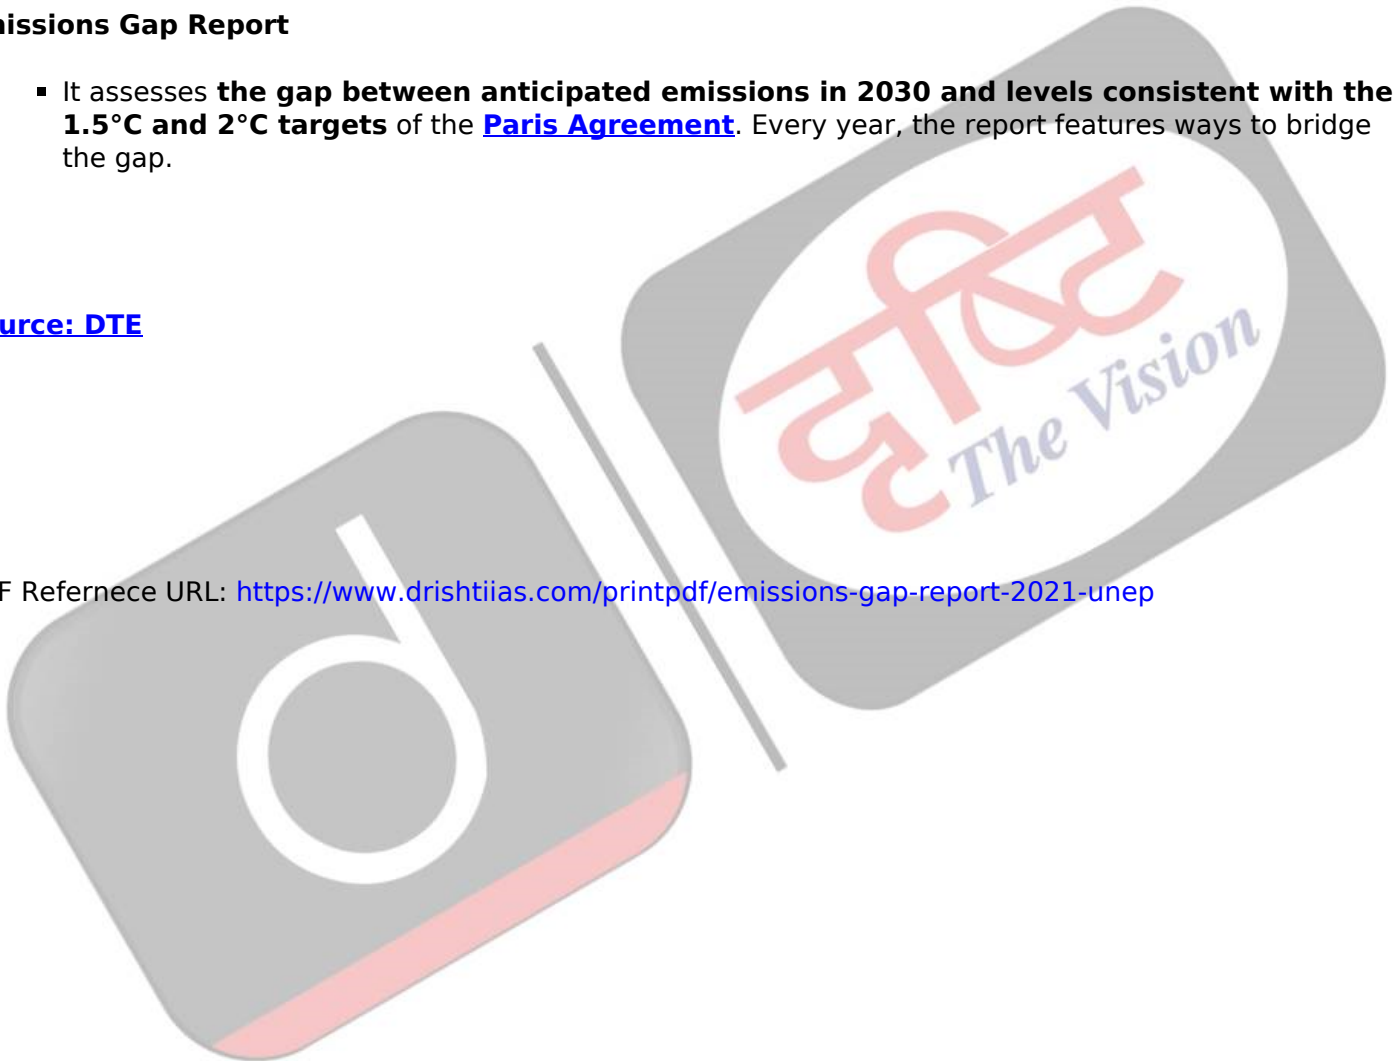 nissions Gap Report
▪ It assesses the gap between anticipated emissions in 2030 and levels consistent with the
1.5°C and 2°C targets of the Paris Agreement. Every year, the report features ways to bridge
the gap.
दृष्टि
The Vision
urce: DTE
d
F Refernece URL: https://www.drishtiias.com/printpdf/emissions-gap-report-2021-unep